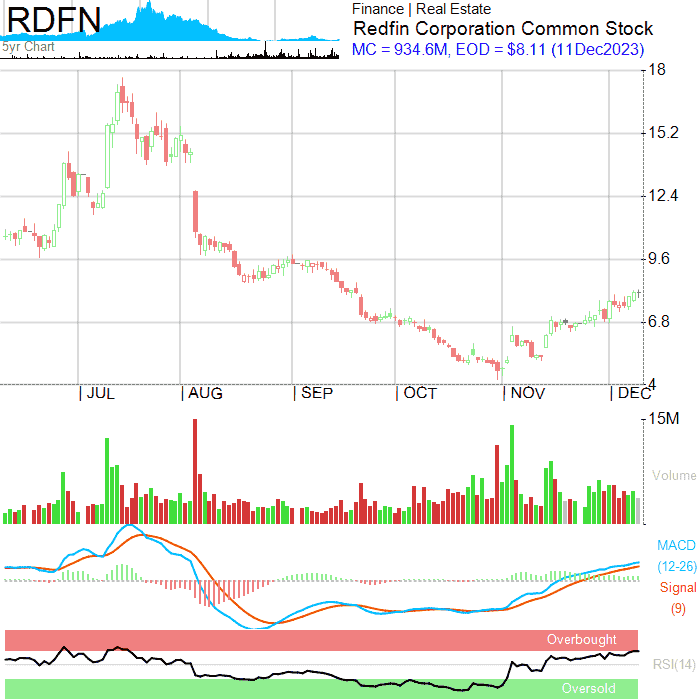 RDFN
5yr Chart
Finance | Real Estate
Redfin Corporation Common Stock
MC = 934.6M, EOD = $8.11 (11Dec2023)
18
15.2
12.4
9.6
6.8
4
JUL AUG SEP OCT NOV DEC
15M
Volume
MACD
(12-26)
Signal
(9)
Overbought
RSI(14)
Oversold